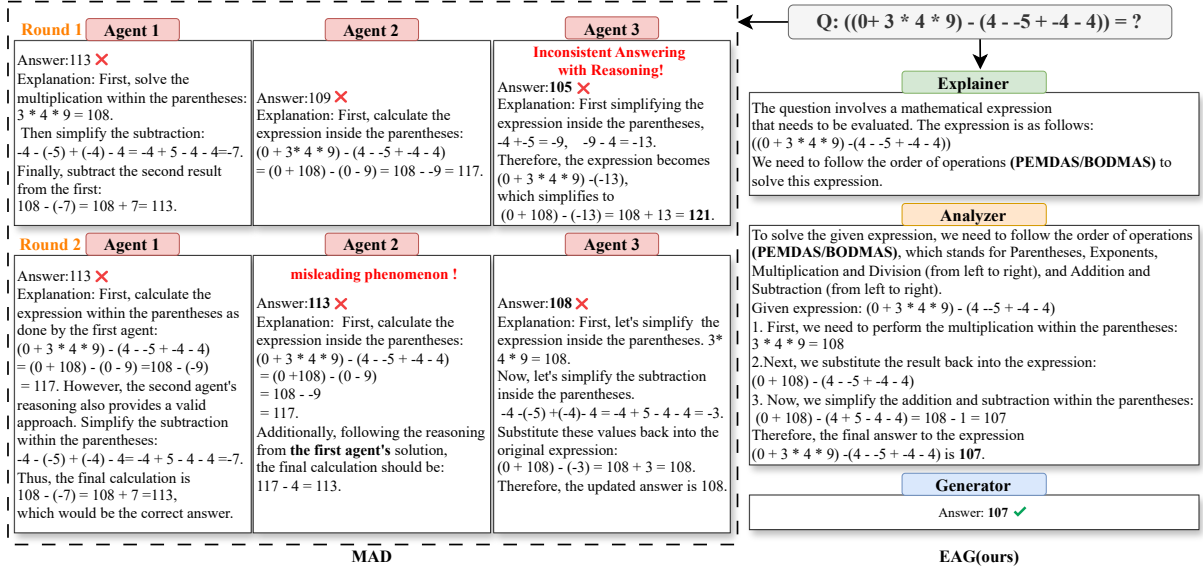 Q: ((0+ 3 * 4 * 9) - (4 - -5 + -4 - 4)) = ?
Round 1
Agent 1
Answer:113
Explanation: First, solve the
multiplication within the parentheses:
3 * 4 * 9 = 108.
Then simplify the subtraction:
-4 - (-5) + (-4) - 4 = -4 + 5 - 4 - 4=-7.
Finally, subtract the second result
from the first:
108 - (-7) = 108 + 7= 113.
Agent 2
Answer:109
Explanation: First, calculate the
expression inside the parentheses:
(0 + 3* 4 * 9) - (4 - -5 + -4 - 4)
= (0 + 108) - (0 - 9) = 108 - -9 = 117.
Agent 3
Inconsistent Answering
with Reasoning!
Answer:105
Explanation: First simplifying the
expression inside the parentheses,
-4 +-5 = -9, -9 - 4 = -13.
Therefore, the expression becomes
(0 + 3 * 4 * 9) -(-13),
which simplifies to
(0 + 108) - (-13) = 108 + 13 = 121.
Round 2
Agent 1
Answer:113
Explanation: First, calculate the
expression within the parentheses as
done by the first agent:
(0 + 3 * 4 * 9) - (4 - -5 + -4 - 4)
= (0 + 108) - (0 - 9) =108 - (-9)
= 117. However, the second agent's
reasoning also provides a valid
approach. Simplify the subtraction
within the parentheses:
-4 - (-5) + (-4) - 4= -4 + 5 - 4 - 4 =-7.
Thus, the final calculation is
108 - (-7) = 108 + 7 =113,
which would be the correct answer.
Agent 2
misleading phenomenon !
Answer:113
Explanation: First, calculate the
expression inside the parentheses:
(0 + 3 * 4 * 9) - (4 - -5 + -4 - 4)
= (0 +108) - (0 - 9)
= 108 - -9
= 117.
Additionally, following the reasoning
from the first agent's solution,
the final calculation should be:
117 - 4 = 113.
Agent 3
Answer:108
Explanation: First, let's simplify the
expression inside the parentheses. 3*
4 * 9 = 108.
Now, let's simplify the subtraction
inside the parentheses.
-4 -(-5) +(-4)- 4 = -4 + 5 - 4 - 4 = -3.
Substitute these values back into the
original expression:
(0 + 108) - (-3) = 108 + 3 = 108.
Therefore, the updated answer is 108.
MAD
Explainer
The question involves a mathematical expression
that needs to be evaluated. The expression is as follows:
((0 + 3 * 4 * 9) -(4 - -5 + -4 - 4))
We need to follow the order of operations (PEMDAS/BODMAS) to
solve this expression.
Analyzer
To solve the given expression, we need to follow the order of operations
(PEMDAS/BODMAS), which stands for Parentheses, Exponents,
Multiplication and Division (from left to right), and Addition and
Subtraction (from left to right).
Given expression: (0 + 3 * 4 * 9) - (4 --5 + -4 - 4)
1. First, we need to perform the multiplication within the parentheses:
3 * 4 * 9 = 108
2.Next, we substitute the result back into the expression:
(0 + 108) - (4 - -5 + -4 - 4)
3. Now, we simplify the addition and subtraction within the parentheses:
(0 + 108) - (4 + 5 - 4 - 4) = 108 - 1 = 107
Therefore, the final answer to the expression
(0 + 3 * 4 * 9) -(4 - -5 + -4 - 4) is 107.
Generator
Answer: 107
EAG(ours)